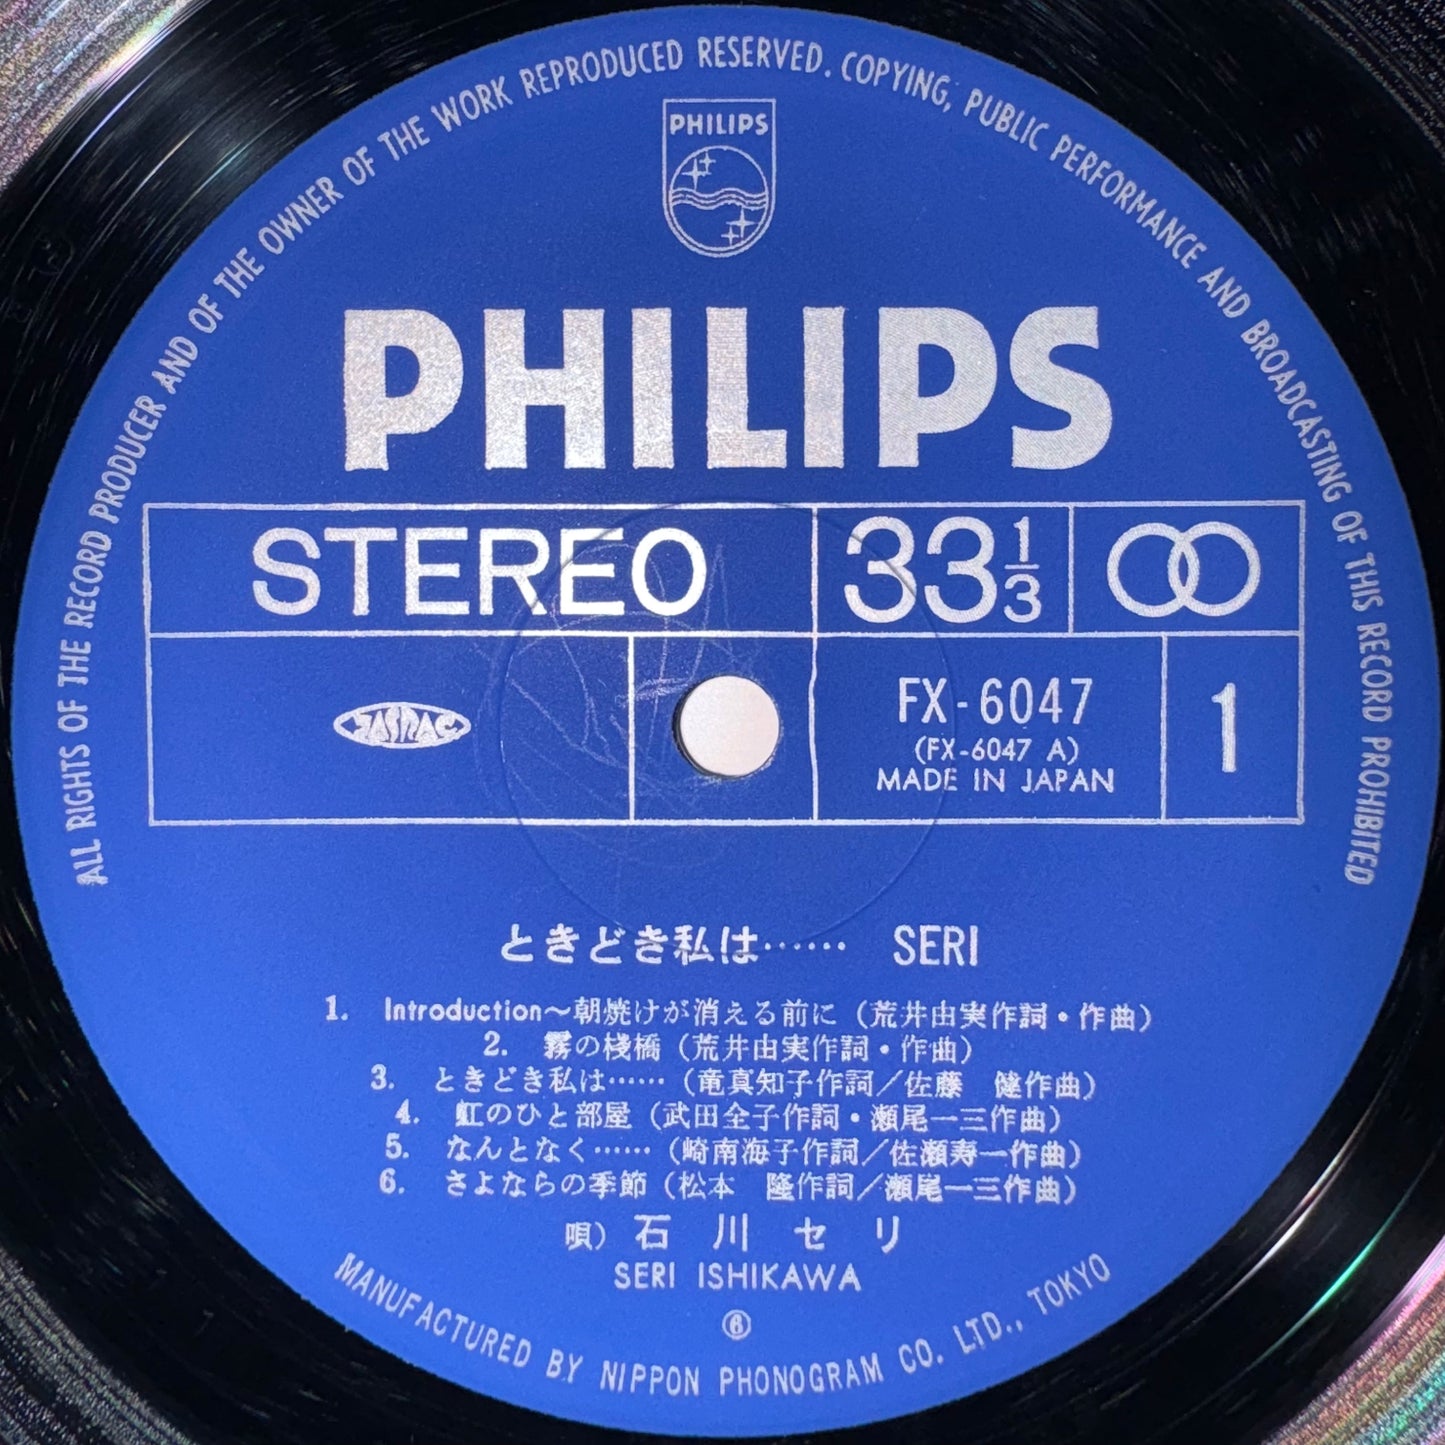 ALL RIGHTS OF THE RECORD PRODUCER AND OF THE OWNER OF THE WORK REPRODUCED RESERVED. COPYING, PUBLIC PERFORMANCE AND BROADCASTING OF THIS RECORD PROHIBITED
PHILIPS
PHILIPS
STEREO
33 1/3
JASRAC
FX-6047
(FX-6047 A)
MADE IN JAPAN
1
ときどき私は…… SERI
1. Introduction〜朝焼けが消える前に (荒井由実作詞・作曲)
2. 霧の棧橋 (荒井由実作詞・作曲)
3. ときどき私は…… (竜真知子作詞/佐藤 健作曲)
4. 虹のひと部屋 (武田全子作詞・瀬尾一三作曲)
5. なんとなく…… (崎南海子作詞/佐瀬寿一作曲)
6. さよならの季節 (松本 隆作詞/瀬尾一三作曲)
唄) 石川セリ
SERI ISHIKAWA
⑥
MANUFACTURED BY NIPPON PHONOGRAM CO. LTD., TOKYO